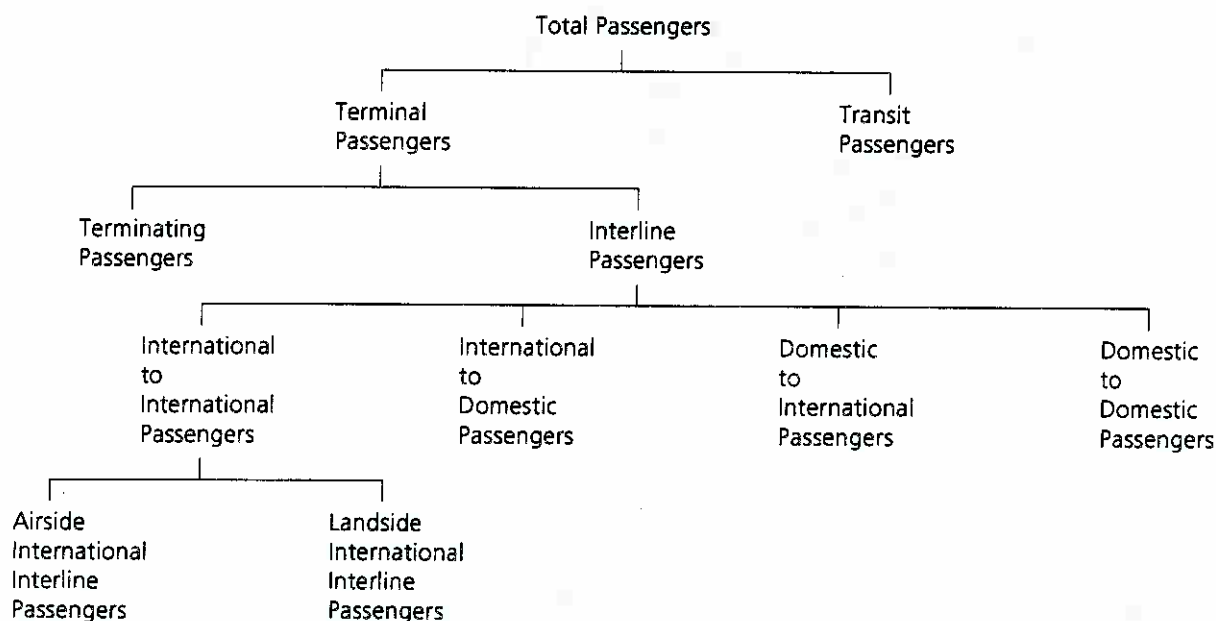 Total Passengers
Terminal
Passengers
Transit
Passengers
Terminating
Passengers
Interline
Passengers
International
to
International
Passengers
International
to
Domestic
Passengers
Domestic
to
International
Passengers
Domestic
to
Domestic
Passengers
Airside
International
Interline
Passengers
Landside
International
Interline
Passengers